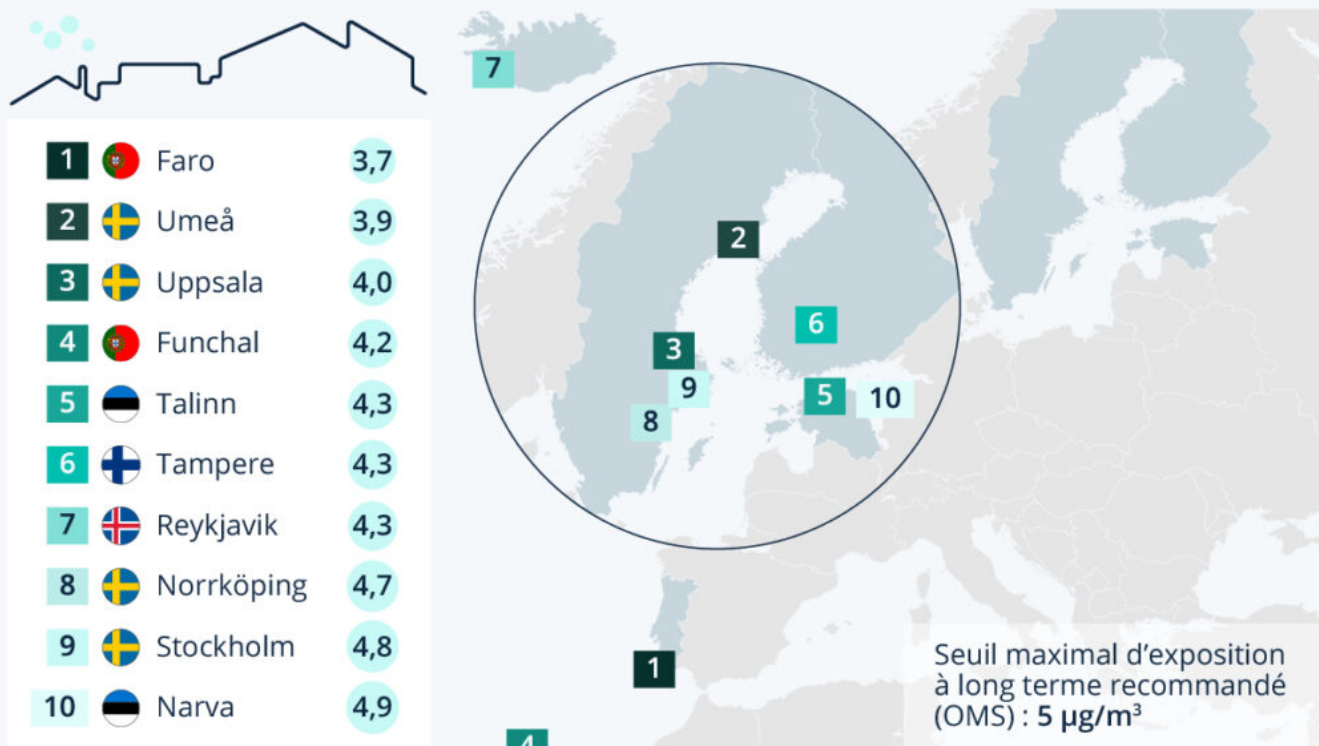 1 Faro 3,7
2 Umeå 3,9
3 Uppsala 4,0
4 Funchal 4,2
5 Talinn 4,3
6 Tampere 4,3
7 Reykjavik 4,3
8 Norrköping 4,7
9 Stockholm 4,8
10 Narva 4,9
7
2
6
3
9
5
10
8
1
4
Seuil maximal d’exposition
à long terme recommandé
(OMS) : 5 µg/m³